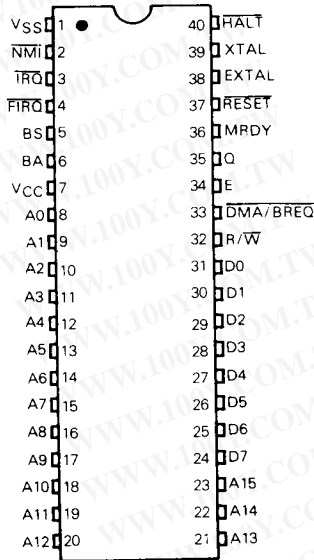 VSS 1 40 HALT
NMI 2 39 XTAL
IRQ 3 38 EXTAL
FIRQ 4 37 RESET
BS 5 36 MRDY
BA 6 35 Q
VCC 7 34 E
A0 8 33 DMA/BREQ
A1 9 32 R/W
A2 10 31 D0
A3 11 30 D1
A4 12 29 D2
A5 13 28 D3
A6 14 27 D4
A7 15 26 D5
A8 16 25 D6
A9 17 24 D7
A10 18 23 A15
A11 19 22 A14
A12 20 21 A13
WWW.100Y.COM.TW